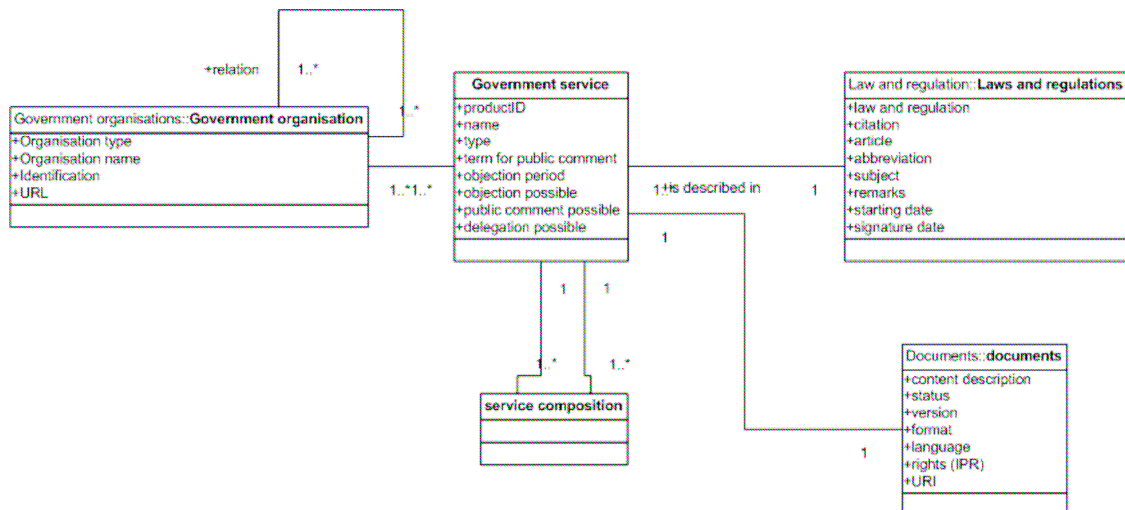 +relation
1..*
1..*
Government organisations::Government organisation
+Organisation type
+Organisation name
+Identification
+URL
1..*1..*
Government service
+productID
+name
+type
+term for public comment
+objection period
+objection possible
+public comment possible
+delegation possible
+is described in
1
Law and regulation::Laws and regulations
+law and regulation
+citation
+article
+abbreviation
+subject
+remarks
+starting date
+signature date
1
1
1
1..*
1..*
service composition
1
Documents::documents
+content description
+status
+version
+format
+language
+rights (IPR)
+URI